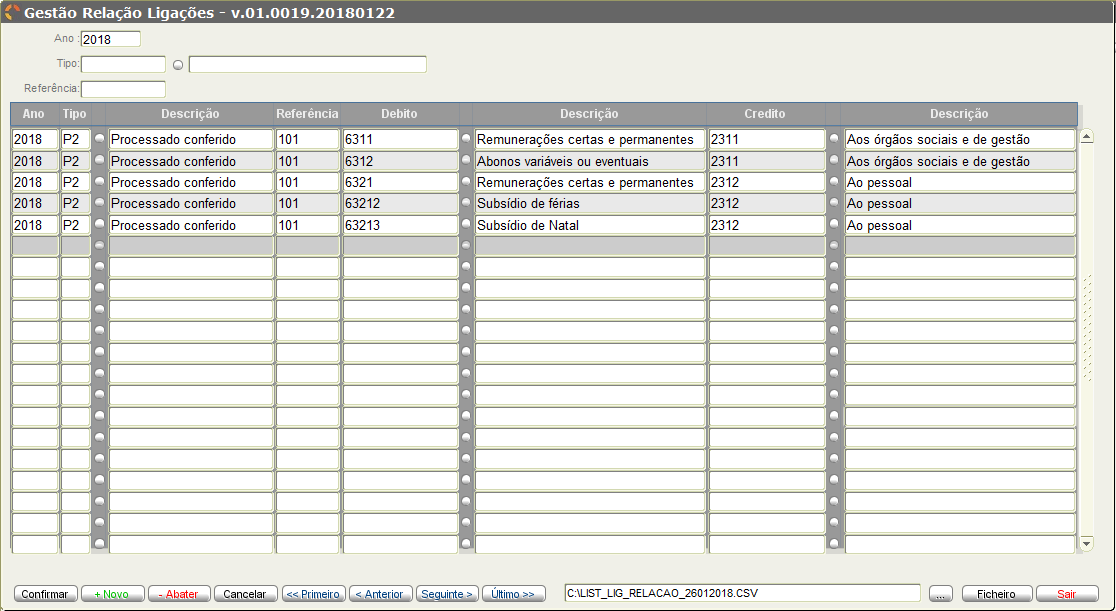 Gestão Relação Ligações - v.01.0019.20180122
Ano : 2018
Tipo:
Referência:
Ano Tipo Descrição Referência Debito Descrição Credito Descrição
2018 P2 Processado conferido 101 6311 Remunerações certas e permanentes 2311 Aos órgãos sociais e de gestão
2018 P2 Processado conferido 101 6312 Abonos variáveis ou eventuais 2311 Aos órgãos sociais e de gestão
2018 P2 Processado conferido 101 6321 Remunerações certas e permanentes 2312 Ao pessoal
2018 P2 Processado conferido 101 63212 Subsídio de férias 2312 Ao pessoal
2018 P2 Processado conferido 101 63213 Subsídio de Natal 2312 Ao pessoal
Confirmar + Novo - Abater Cancelar << Primeiro < Anterior Seguinte > Último >> C:\LIST_LIG_RELACAO_26012018.CSV ... Ficheiro Sair